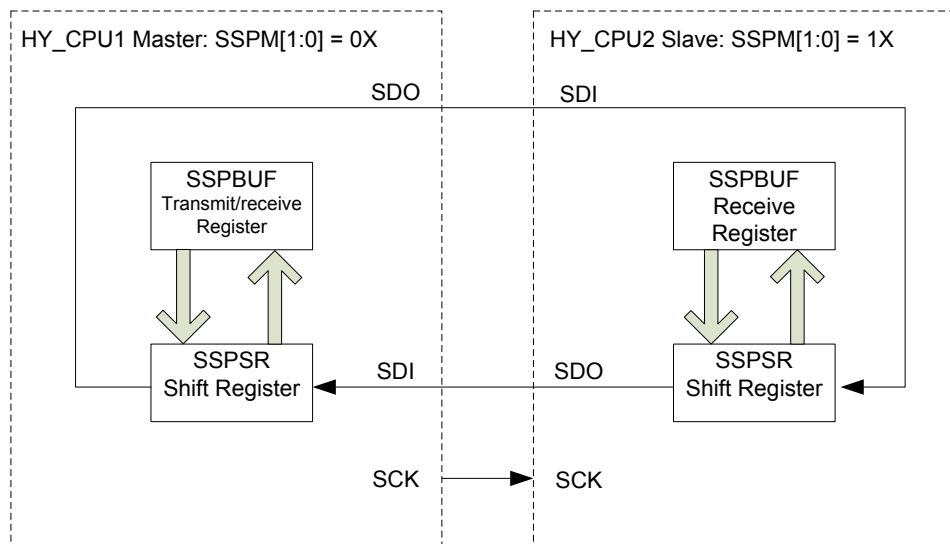 HY_CPU1 Master: SSPM[1:0] = 0X
HY_CPU2 Slave: SSPM[1:0] = 1X
SDO
SDI
SSPBUF
Transmit/receive
Register
SSPBUF
Receive
Register
SSPSR
Shift Register
SDI
SDO
SSPSR
Shift Register
SCK
SCK